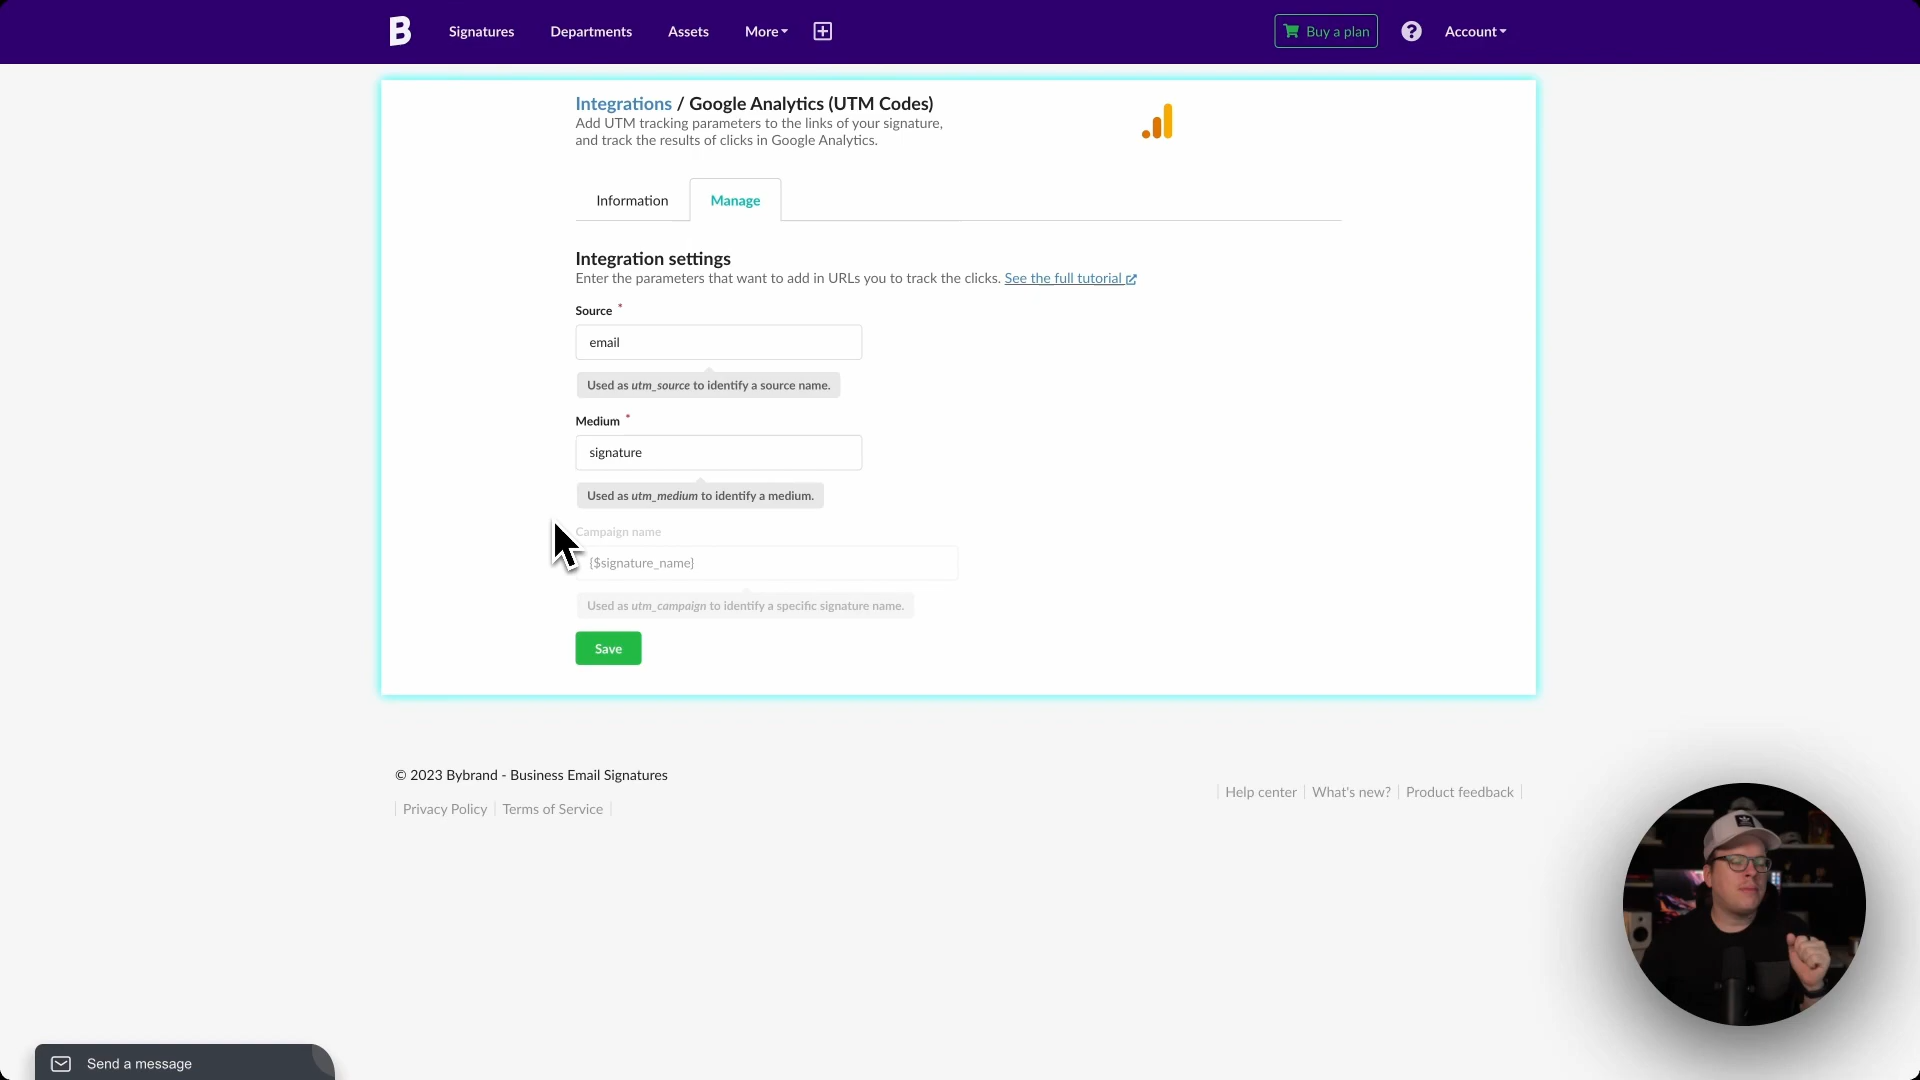 B Signatures Departments Assets More Buy a plan ? Account
Integrations / Google Analytics (UTM Codes)
Add UTM tracking parameters to the links of your signature,
and track the results of clicks in Google Analytics.
Information Manage
Integration settings
Enter the parameters that want to add in URLs you to track the clicks. See the full tutorial
Source *
email
Used as utm_source to identify a source name.
Medium *
signature
Used as utm_medium to identify a medium.
Campaign name
{$signature_name}
Used as utm_campaign to identify a specific signature name.
Save
© 2023 Bybrand - Business Email Signatures
Privacy Policy Terms of Service
Help center What's new? Product feedback
Send a message